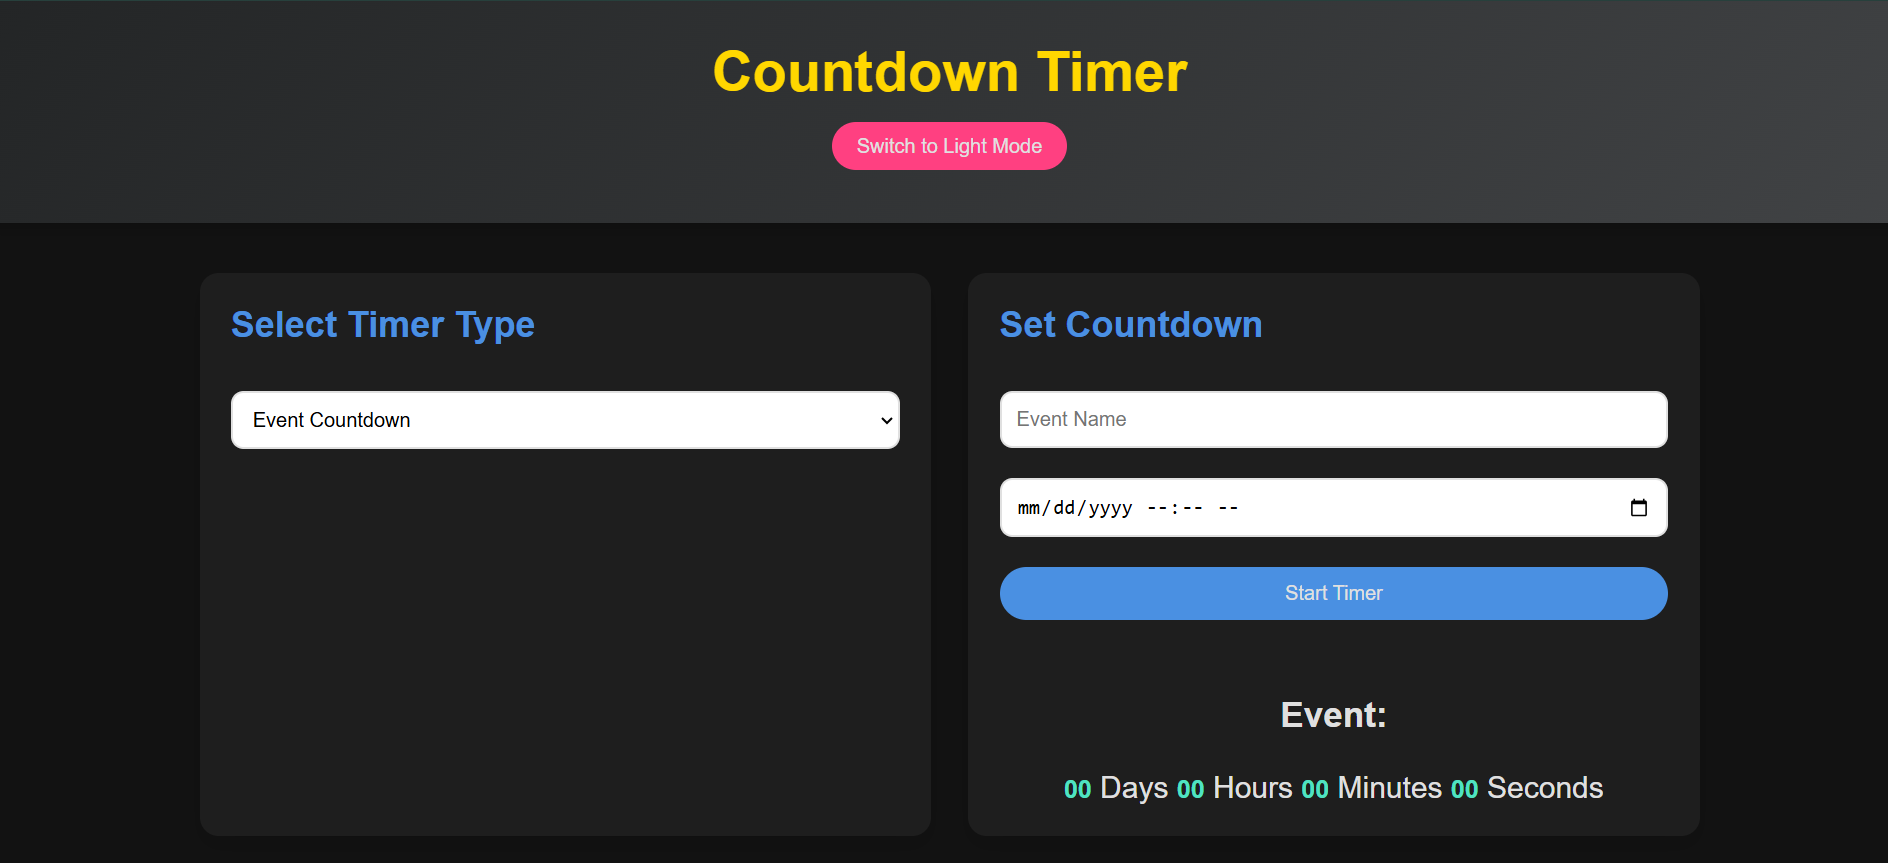 Countdown Timer
Switch to Light Mode
Select Timer Type
Event Countdown
Set Countdown
Event Name
mm/dd/yyyy --:-- --
Start Timer
Event:
00 Days 00 Hours 00 Minutes 00 Seconds